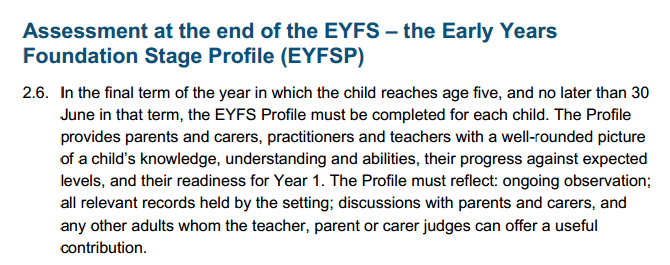 Assessment at the end of the EYFS – the Early Years
Foundation Stage Profile (EYFSP)
2.6. In the final term of the year in which the child reaches age five, and no later than 30
June in that term, the EYFS Profile must be completed for each child. The Profile
provides parents and carers, practitioners and teachers with a well-rounded picture
of a child’s knowledge, understanding and abilities, their progress against expected
levels, and their readiness for Year 1. The Profile must reflect: ongoing observation;
all relevant records held by the setting; discussions with parents and carers, and
any other adults whom the teacher, parent or carer judges can offer a useful
contribution.